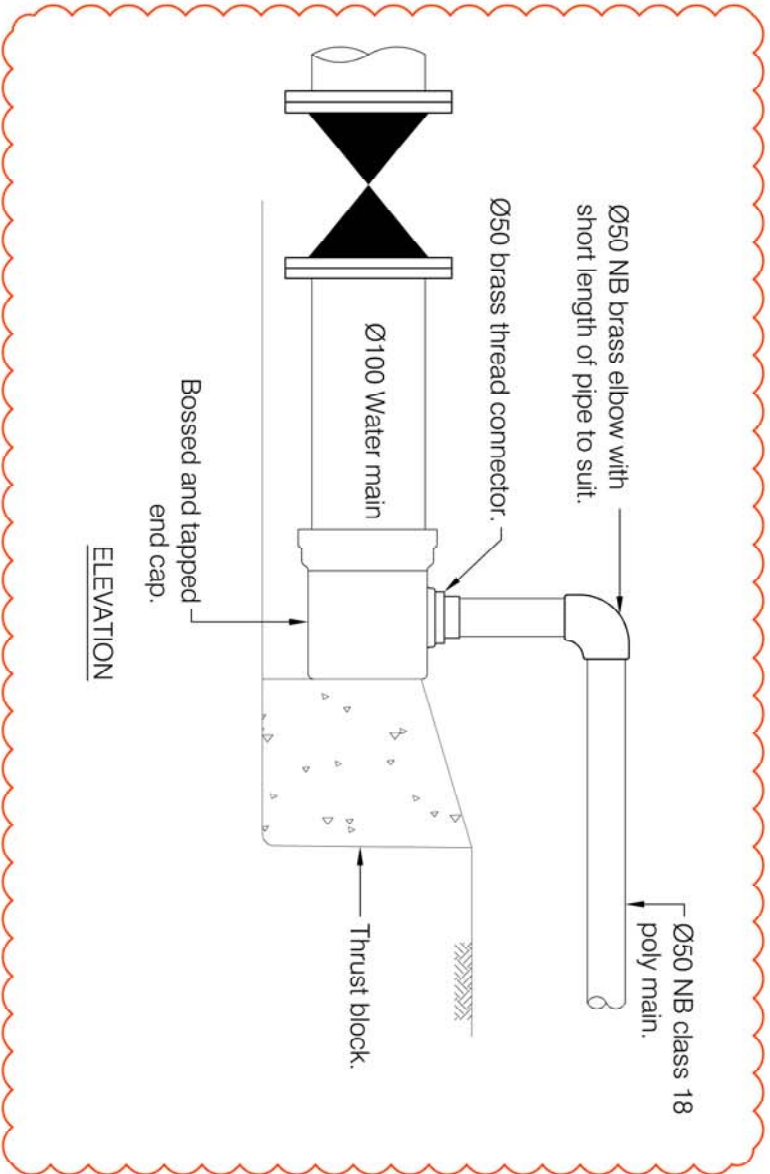 Ø50 NB brass elbow with
short length of pipe to suit.
Ø50 NB class 18
poly main.
Ø50 brass thread connector.
Ø100 Water main
Bossed and tapped
end cap.
Thrust block.
ELEVATION